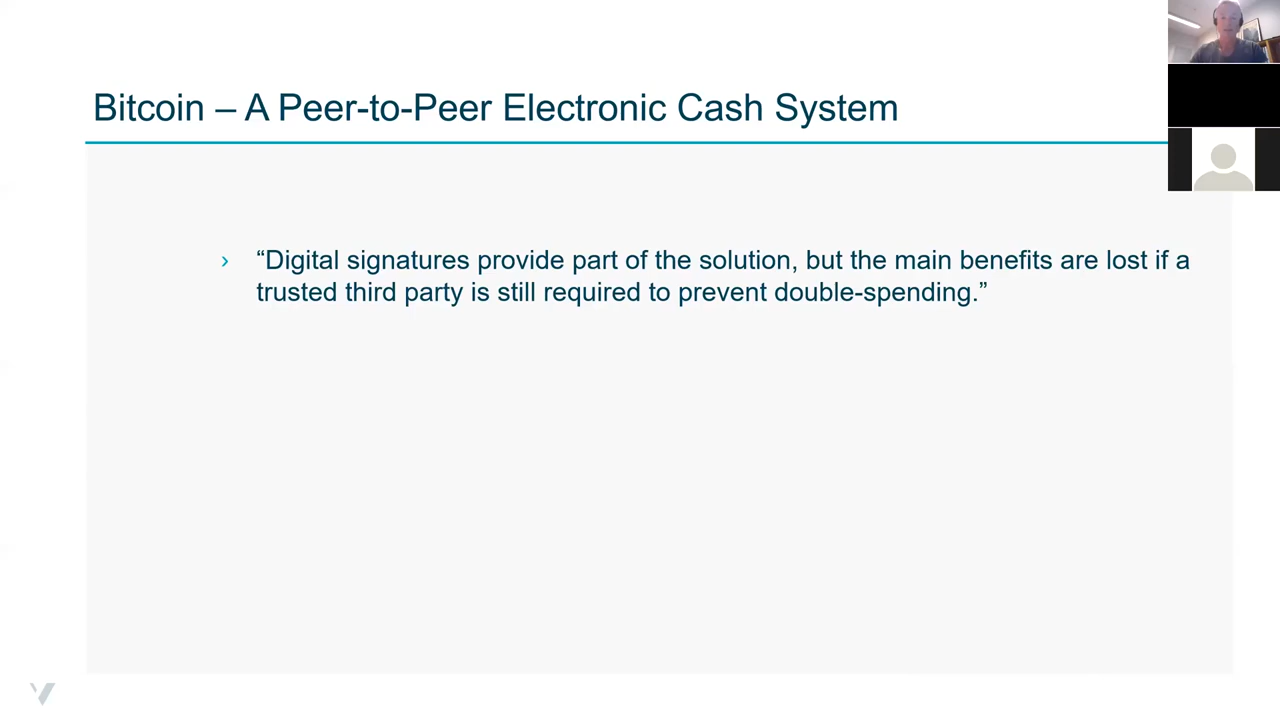 Bitcoin – A Peer-to-Peer Electronic Cash System
› “Digital signatures provide part of the solution, but the main benefits are lost if a
trusted third party is still required to prevent double-spending.”